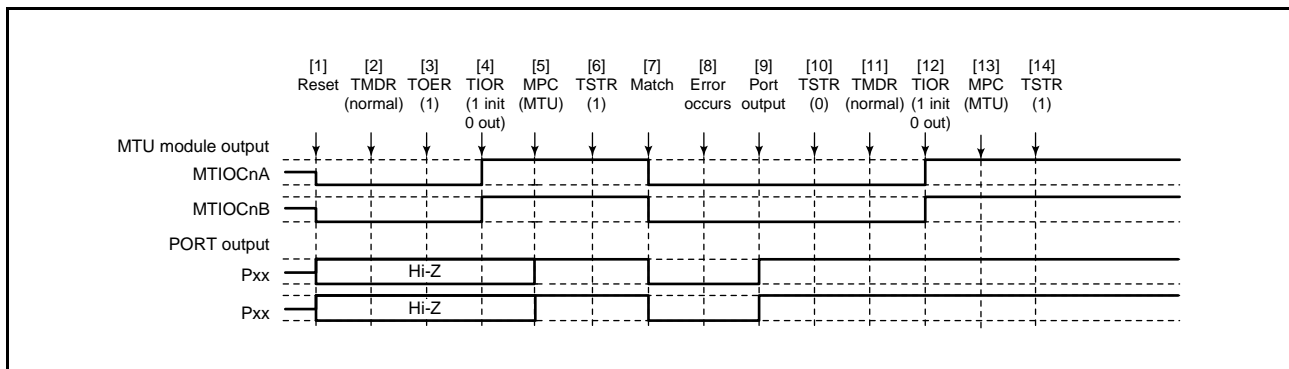 [1] [2] [3] [4] [5] [6] [7] [8] [9] [10] [11] [12] [13] [14]
Reset TMDR TOER TIOR MPC TSTR Match Error Port TSTR TMDR TIOR MPC TSTR
(normal) (1) (1 init (MTU) (1) occurs output (0) (normal) (1 init (MTU) (1)
0 out) 0 out)
MTU module output
MTIOCnA
MTIOCnB
PORT output
Pxx Hi-Z
Pxx Hi-Z